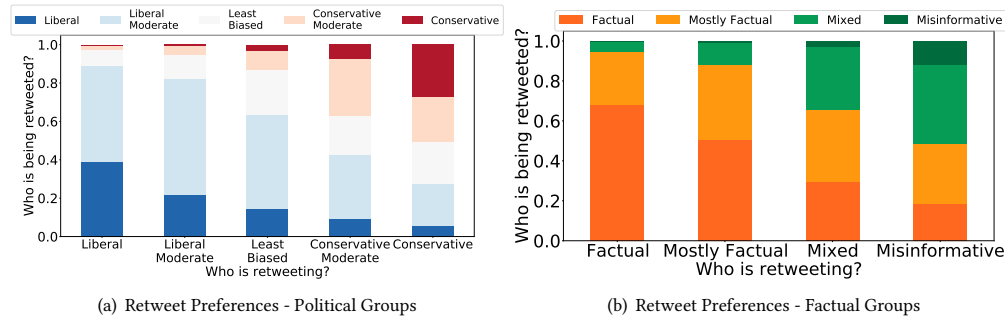 Liberal
Liberal
Moderate
Least
Biased
Conservative
Moderate
Conservative
Who is being retweeted?
1.0
0.8
0.6
0.4
0.2
0.0
Liberal
Liberal
Moderate
Least
Biased
Conservative
Moderate
Conservative
Who is retweeting?
(a) Retweet Preferences - Political Groups
Factual
Mostly Factual
Mixed
Misinformative
Who is being retweeted?
1.0
0.8
0.6
0.4
0.2
0.0
Factual
Mostly Factual
Mixed
Misinformative
Who is retweeting?
(b) Retweet Preferences - Factual Groups